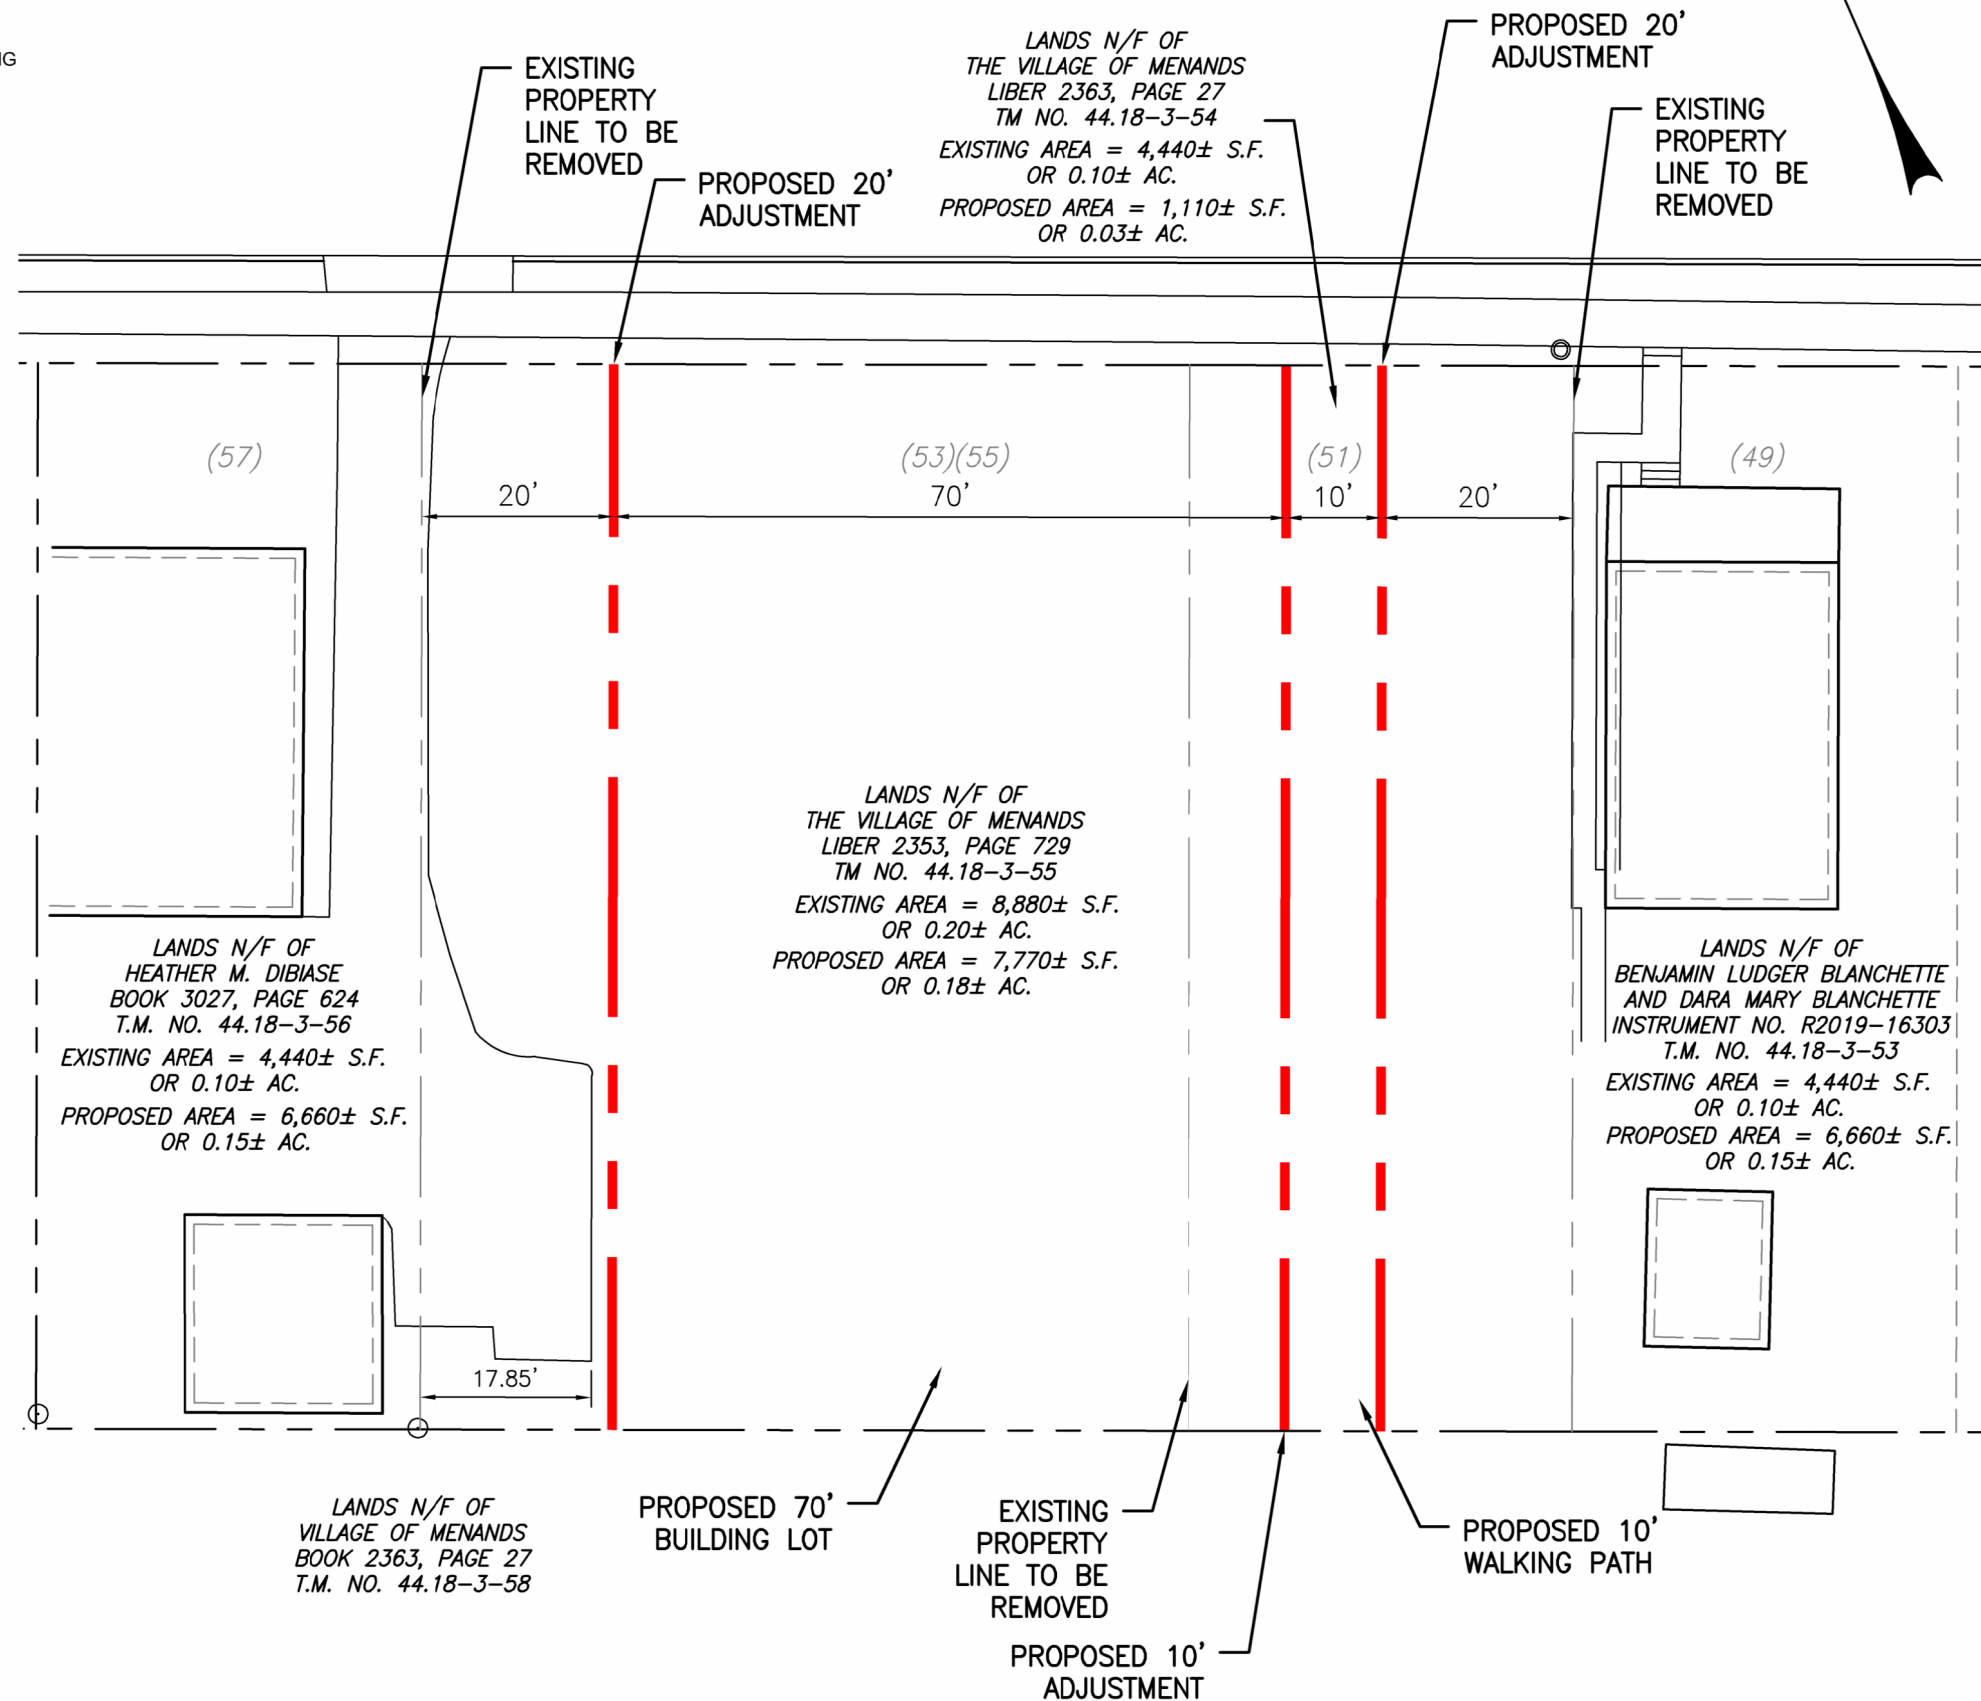 G
EXISTING
PROPERTY
LINE TO BE
REMOVED
PROPOSED 20'
ADJUSTMENT
LANDS N/F OF
THE VILLAGE OF MENANDS
LIBER 2363, PAGE 27
TM NO. 44.18-3-54
EXISTING AREA = 4,440± S.F.
OR 0.10± AC.
PROPOSED AREA = 1,110± S.F.
OR 0.03± AC.
PROPOSED 20'
ADJUSTMENT
EXISTING
PROPERTY
LINE TO BE
REMOVED
(57)
(53)(55)
(51)
(49)
20'
70'
10'
20'
LANDS N/F OF
THE VILLAGE OF MENANDS
LIBER 2353, PAGE 729
TM NO. 44.18-3-55
EXISTING AREA = 8,880± S.F.
OR 0.20± AC.
PROPOSED AREA = 7,770± S.F.
OR 0.18± AC.
LANDS N/F OF
HEATHER M. DIBIASE
BOOK 3027, PAGE 624
T.M. NO. 44.18-3-56
EXISTING AREA = 4,440± S.F.
OR 0.10± AC.
PROPOSED AREA = 6,660± S.F.
OR 0.15± AC.
LANDS N/F OF
BENJAMIN LUDGER BLANCHETTE
AND DARA MARY BLANCHETTE
INSTRUMENT NO. R2019-16303
T.M. NO. 44.18-3-53
EXISTING AREA = 4,440± S.F.
OR 0.10± AC.
PROPOSED AREA = 6,660± S.F.
OR 0.15± AC.
17.85'
LANDS N/F OF
VILLAGE OF MENANDS
BOOK 2363, PAGE 27
T.M. NO. 44.18-3-58
PROPOSED 70'
BUILDING LOT
EXISTING
PROPERTY
LINE TO BE
REMOVED
PROPOSED 10'
ADJUSTMENT
PROPOSED 10'
WALKING PATH